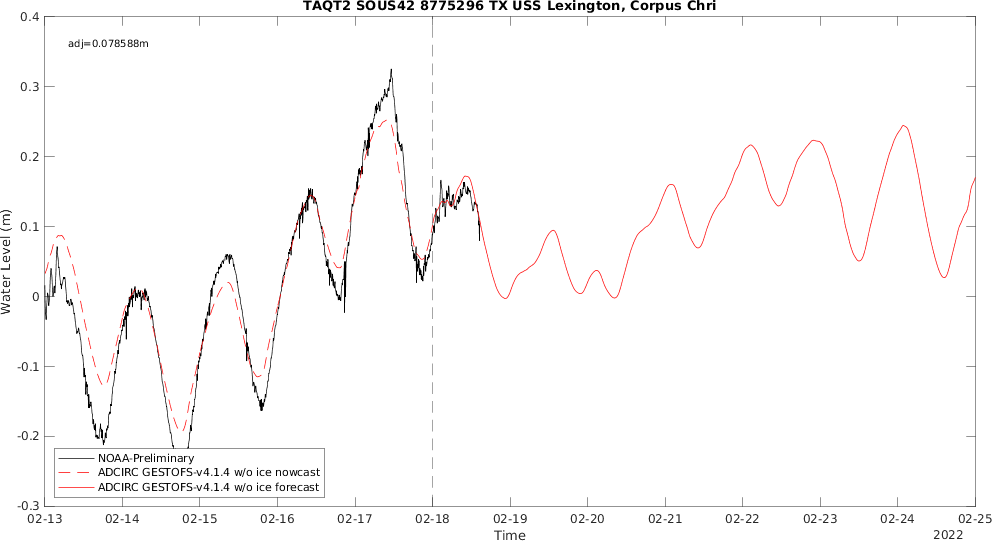 TAQT2 SOUS42 8775296 TX USS Lexington, Corpus Chri
adj=0.078588m
0.4
0.3
0.2
0.1
0
-0.1
-0.2
-0.3
Water Level (m)
NOAA-Preliminary
ADCIRC GESTOFS-v4.1.4 w/o ice nowcast
ADCIRC GESTOFS-v4.1.4 w/o ice forecast
02-13 02-14 02-15 02-16 02-17 02-18 02-19 02-20 02-21 02-22 02-23 02-24 02-25
Time
2022